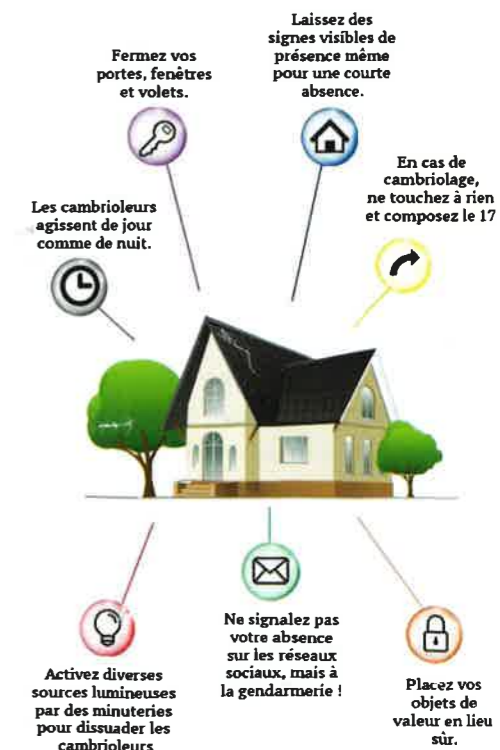 Laissez des
signes visibles de
présence même
pour une courte
absence.
Fermez vos
portes, fenêtres
et volets.
En cas de
cambriolage,
ne touchez à rien
et composez le 17
Les cambrioleurs
agissent de jour
comme de nuit.
Activez diverses
sources lumineuses
par des minuteries
pour dissuader les
cambrioleurs
Ne signalez pas
votre absence
sur les réseaux
sociaux, mais à
la gendarmerie !
Placez vos
objets de
valeur en lieu
sûr.